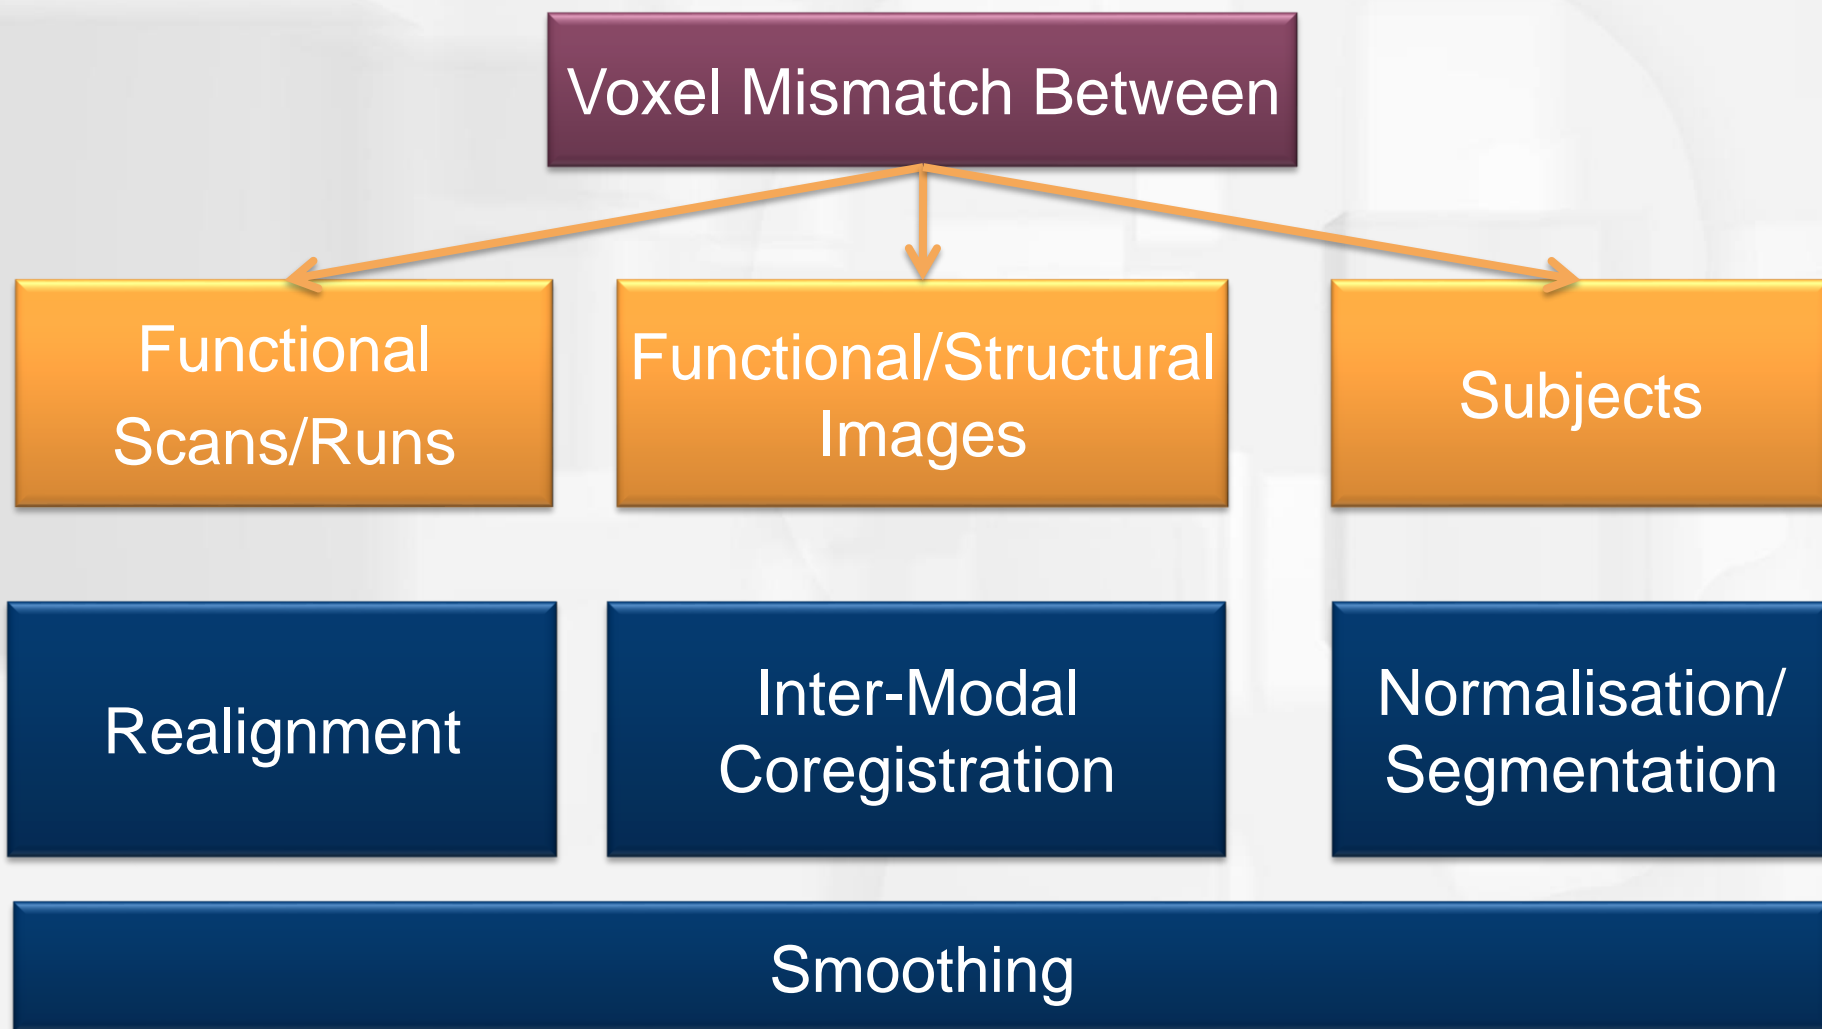 Voxel Mismatch Between
Functional
Scans/Runs
Functional/Structural
Images
Subjects
Realignment
Inter-Modal
Coregistration
Normalisation/
Segmentation
Smoothing